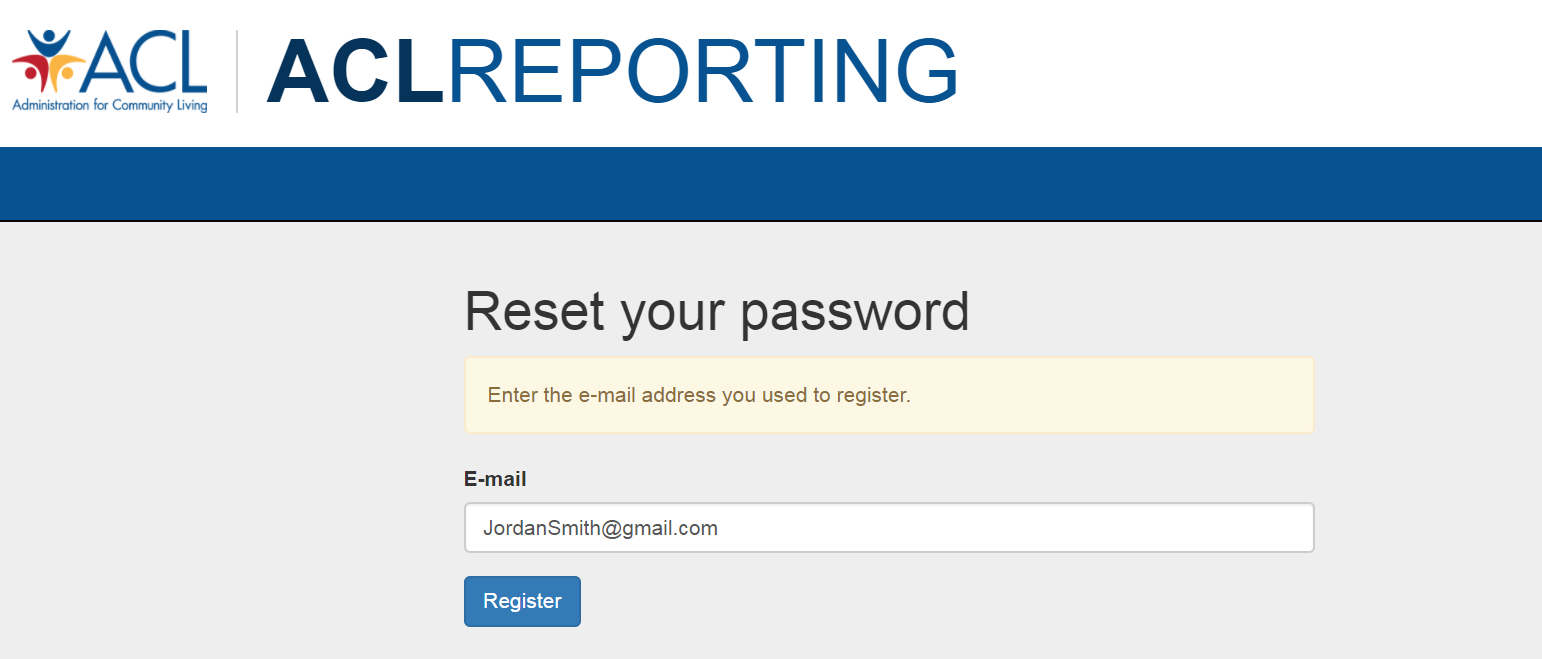 ACL
Administration for Community Living
ACLREPORTING
Reset your password
Enter the e-mail address you used to register.
E-mail
JordanSmith@gmail.com
Register